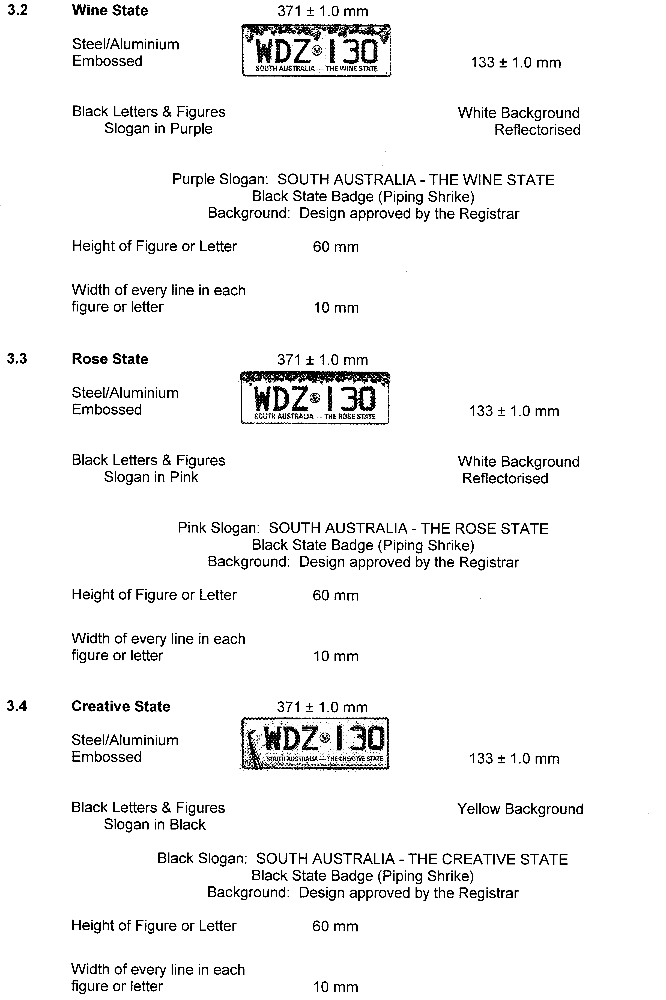 3.2 Wine State 371 ± 1.0 mm
WDZ 130
SOUTH AUSTRALIA — THE WINE STATE
Steel/Aluminium
Embossed 133 ± 1.0 mm
Black Letters & Figures White Background
Slogan in Purple Reflectorised
Purple Slogan: SOUTH AUSTRALIA - THE WINE STATE
Black State Badge (Piping Shrike)
Background: Design approved by the Registrar
Height of Figure or Letter 60 mm
Width of every line in each
figure or letter 10 mm
3.3 Rose State 371 ± 1.0 mm
WDZ 130
SOUTH AUSTRALIA — THE ROSE STATE
Steel/Aluminium
Embossed 133 ± 1.0 mm
Black Letters & Figures White Background
Slogan in Pink Reflectorised
Pink Slogan: SOUTH AUSTRALIA - THE ROSE STATE
Black State Badge (Piping Shrike)
Background: Design approved by the Registrar
Height of Figure or Letter 60 mm
Width of every line in each
figure or letter 10 mm
3.4 Creative State 371 ± 1.0 mm
WDZ 130
SOUTH AUSTRALIA — THE CREATIVE STATE
Steel/Aluminium
Embossed 133 ± 1.0 mm
Black Letters & Figures Yellow Background
Slogan in Black
Black Slogan: SOUTH AUSTRALIA - THE CREATIVE STATE
Black State Badge (Piping Shrike)
Background: Design approved by the Registrar
Height of Figure or Letter 60 mm
Width of every line in each
figure or letter 10 mm